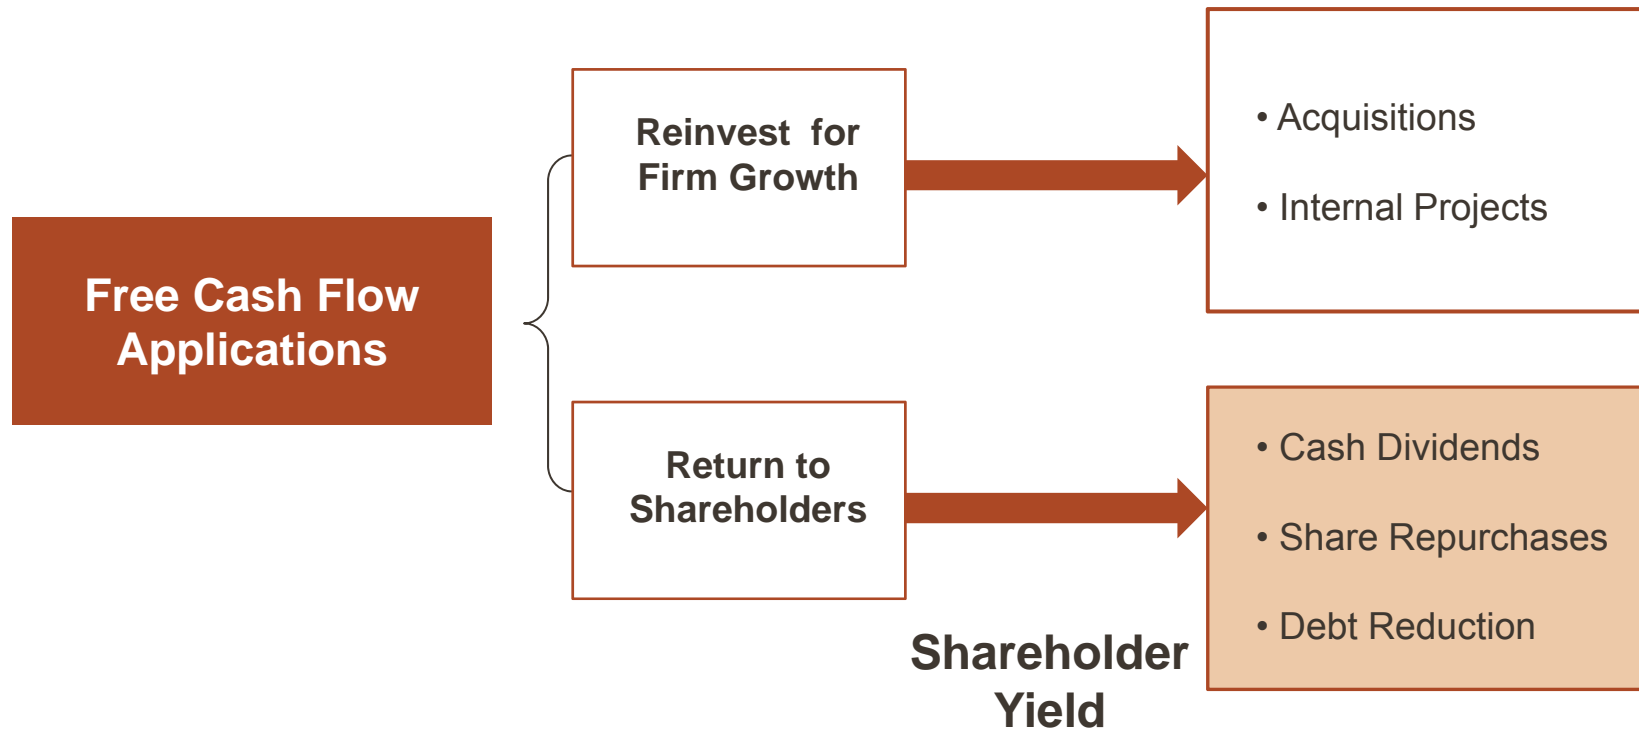 Free Cash Flow
Applications
Reinvest  for
Firm Growth
• Acquisitions
• Internal Projects
Return to
Shareholders
• Cash Dividends
• Share Repurchases
• Debt Reduction
Shareholder
Yield